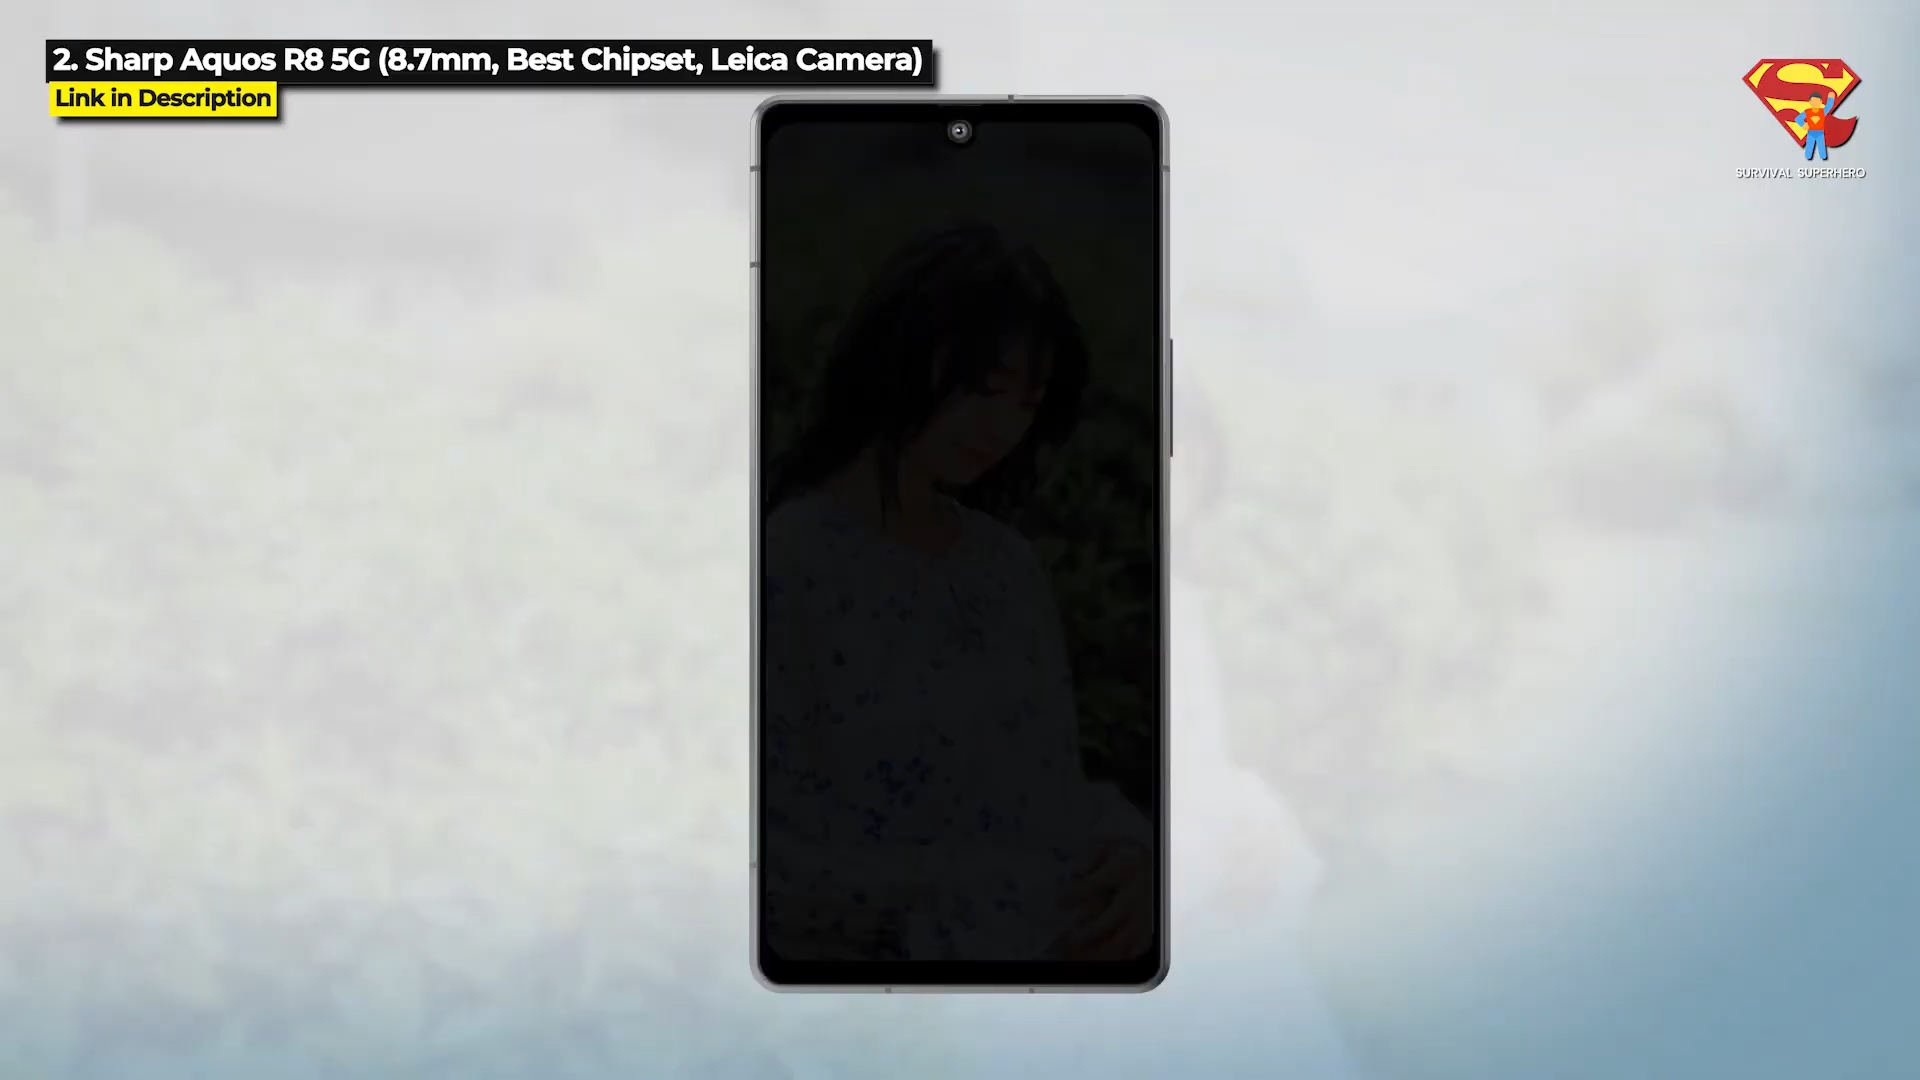 2. Sharp Aquos R8 5G (8.7mm, Best Chipset, Leica Camera)
Link in Description
SURVIVAL SUPERHERO